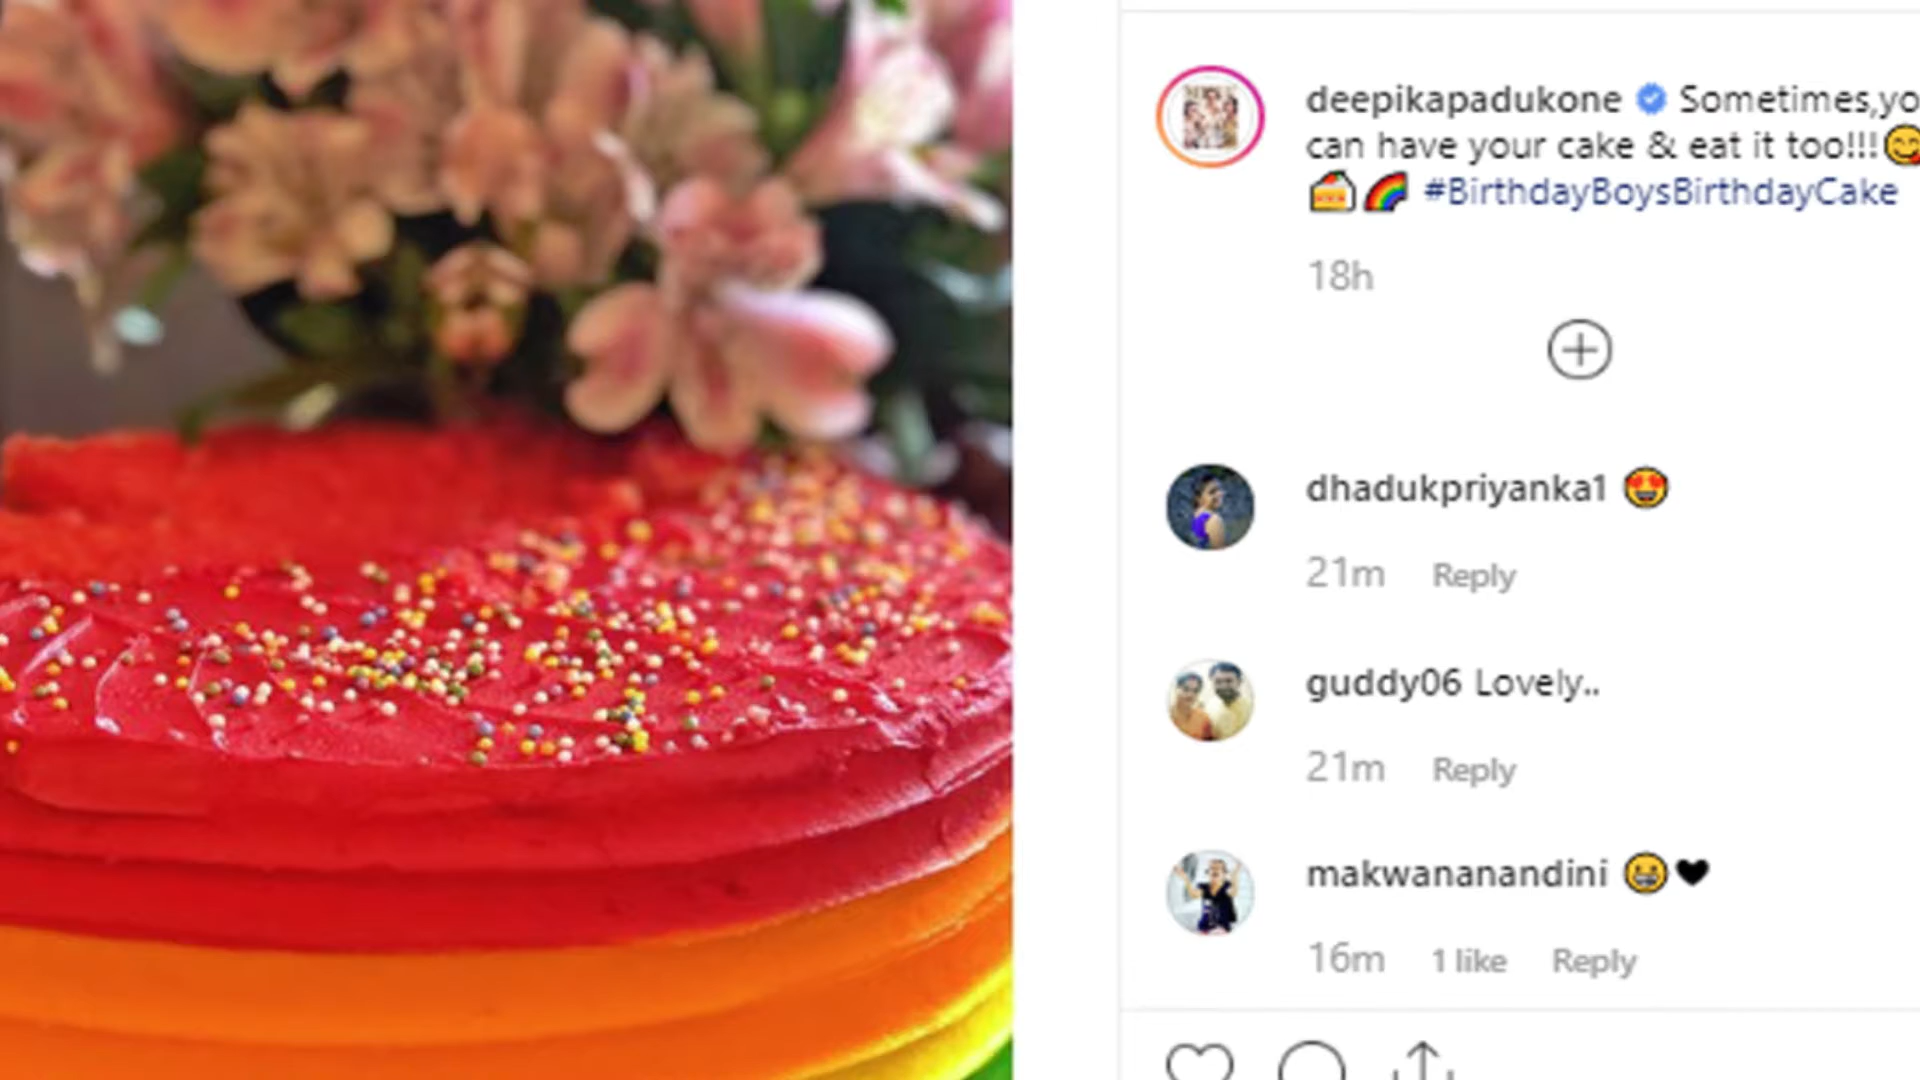 deepikapadukone Sometimes,yo
can have your cake & eat it too!!!😋
🍰🌈 #BirthdayBoysBirthdayCake
18h
dhadukpriyanka1 😍
21m Reply
guddy06 Lovely..
21m Reply
makwananandini 😀🖤
16m 1 like Reply